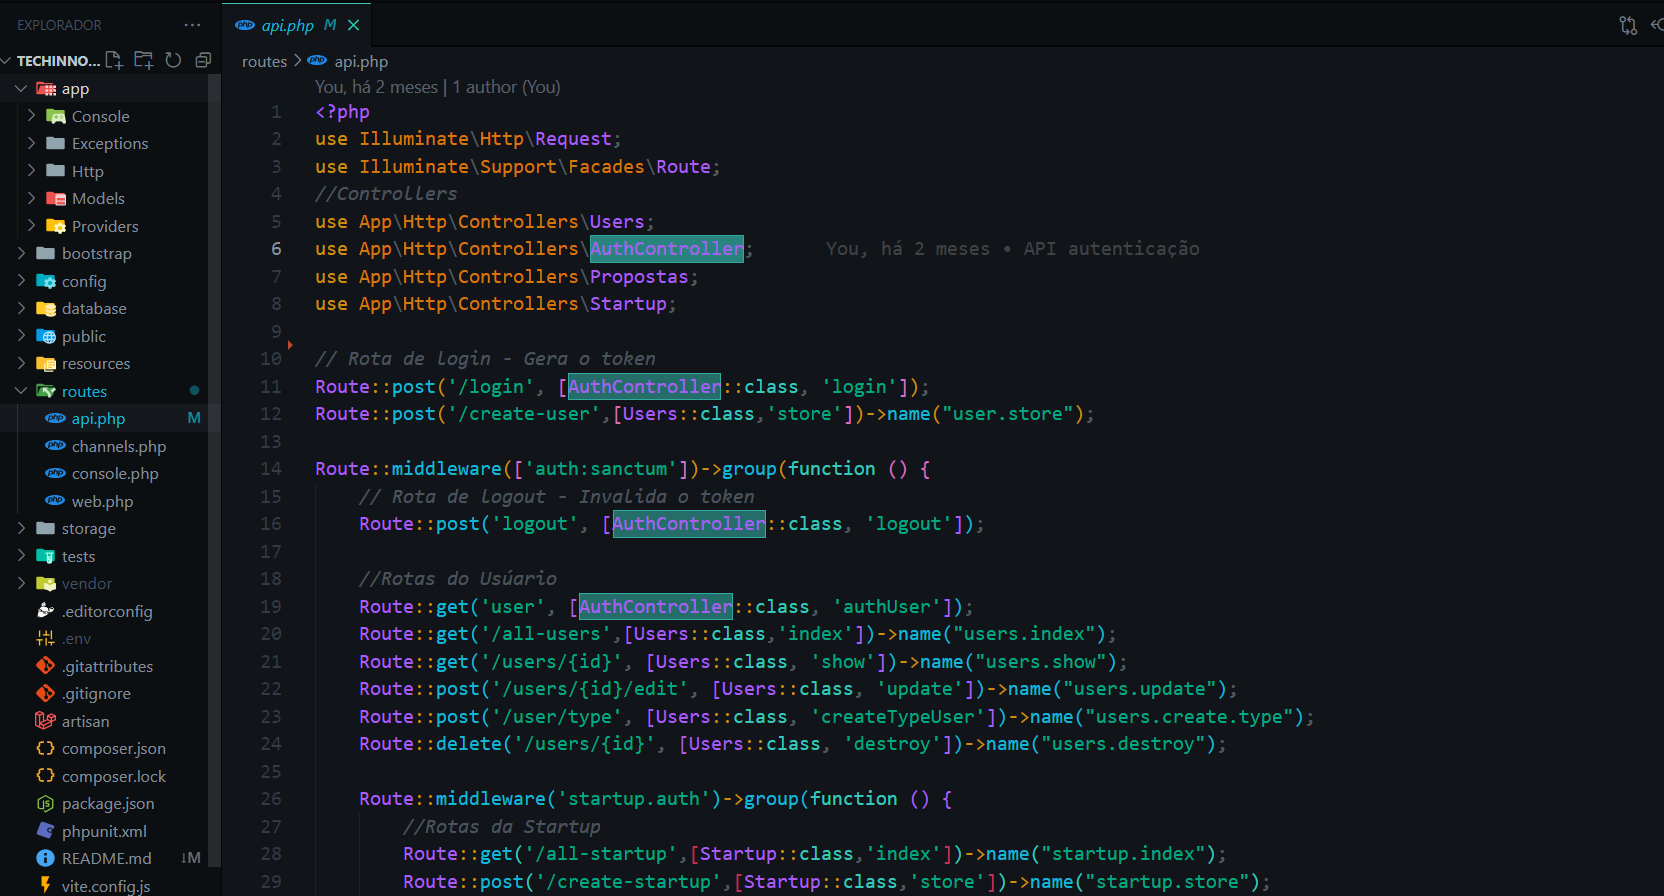 EXPLORADOR ...
TECHINNO...
app
Console
Exceptions
Http
Models
Providers
bootstrap
config
database
public
resources
routes
api.php M
channels.php
console.php
web.php
storage
tests
vendor
.editorconfig
.env
.gitattributes
.gitignore
artisan
composer.json
composer.lock
package.json
phpunit.xml
README.md ↓M
vite.config.js
php api.php M
routes > php api.php
You, há 2 meses | 1 author (You)
1 <?php
2 use Illuminate\Http\Request;
3 use Illuminate\Support\Facades\Route;
4 //Controllers
5 use App\Http\Controllers\Users;
6 use App\Http\Controllers\AuthController; You, há 2 meses • API autenticação
7 use App\Http\Controllers\Propostas;
8 use App\Http\Controllers\Startup;
9
10 // Rota de login - Gera o token
11 Route::post('/login', [AuthController::class, 'login']);
12 Route::post('/create-user',[Users::class,'store'])->name("user.store");
13
14 Route::middleware(['auth:sanctum'])->group(function () {
15 // Rota de logout - Invalida o token
16 Route::post('logout', [AuthController::class, 'logout']);
17
18 //Rotas do Usúario
19 Route::get('user', [AuthController::class, 'authUser']);
20 Route::get('/all-users',[Users::class,'index'])->name("users.index");
21 Route::get('/users/{id}', [Users::class, 'show'])->name("users.show");
22 Route::post('/users/{id}/edit', [Users::class, 'update'])->name("users.update");
23 Route::post('/user/type', [Users::class, 'createTypeUser'])->name("users.create.type");
24 Route::delete('/users/{id}', [Users::class, 'destroy'])->name("users.destroy");
25
26 Route::middleware('startup.auth')->group(function () {
27 //Rotas da Startup
28 Route::get('/all-startup',[Startup::class,'index'])->name("startup.index");
29 Route::post('/create-startup',[Startup::class,'store'])->name("startup.store");